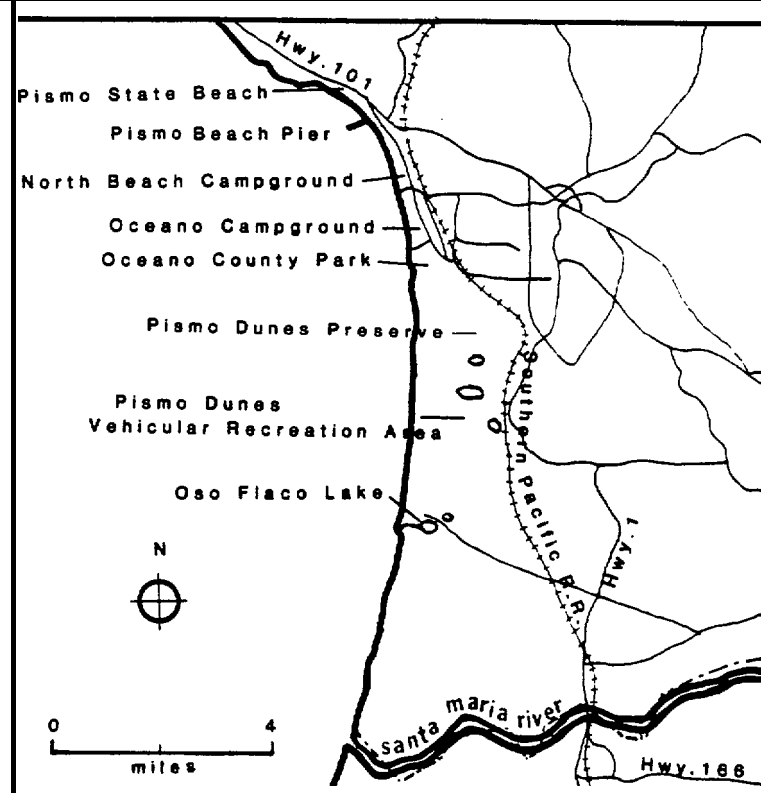 Hwy.101
Pismo State Beach
Pismo Beach Pier
North Beach Campground
Oceano Campground
Oceano County Park
Pismo Dunes Preserve
Pismo Dunes
Vehicular Recreation Area
Southern Pacific R.R.
Oso Flaco Lake
Hwy.1
N
santa maria river
0 4
miles
Hwy.166